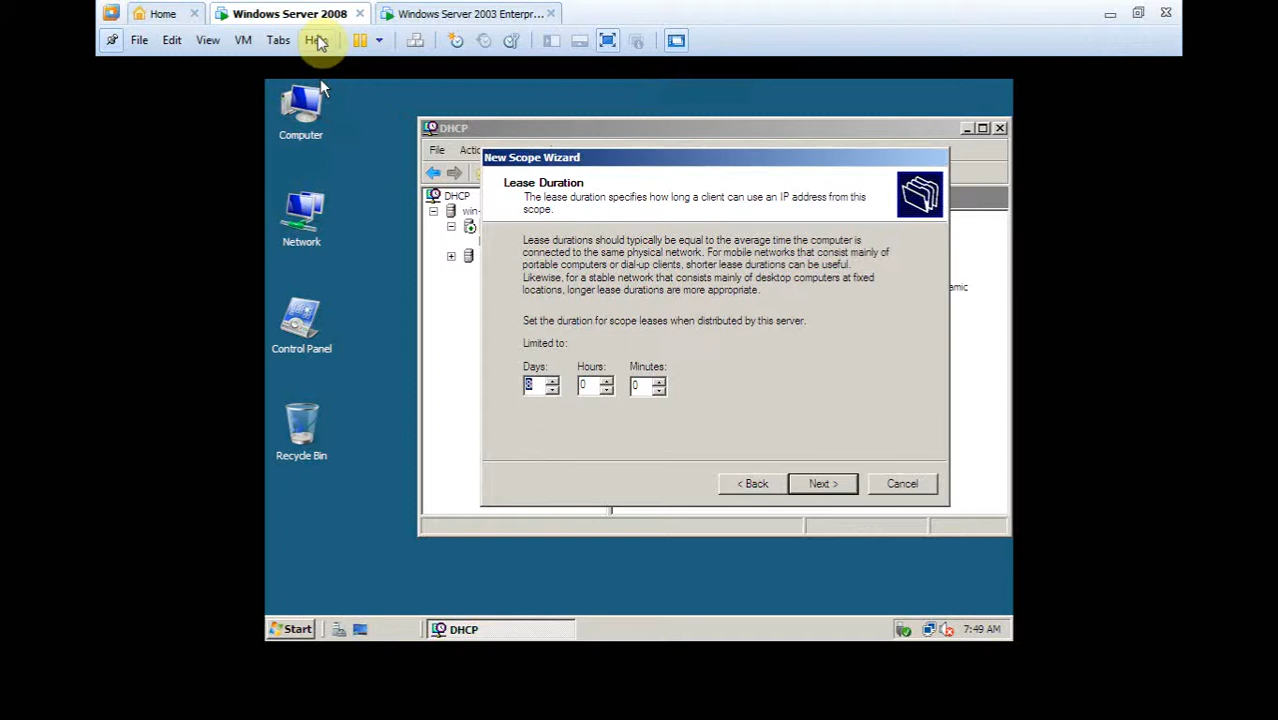 Home
Windows Server 2008
Windows Server 2003 Enterpr...
File Edit View VM Tabs
Computer
Network
Control Panel
Recycle Bin
DHCP
File
DHCP
win-
New Scope Wizard
Lease Duration
The lease duration specifies how long a client can use an IP address from this
scope.
Lease durations should typically be equal to the average time the computer is
connected to the same physical network. For mobile networks that consist mainly of
portable computers or dial-up clients, shorter lease durations can be useful.
Likewise, for a stable network that consists mainly of desktop computers at fixed
locations, longer lease durations are more appropriate.
Set the duration for scope leases when distributed by this server.
Limited to:
Days: Hours: Minutes:
8 0 0
< Back Next > Cancel
Start
DHCP
7:49 AM